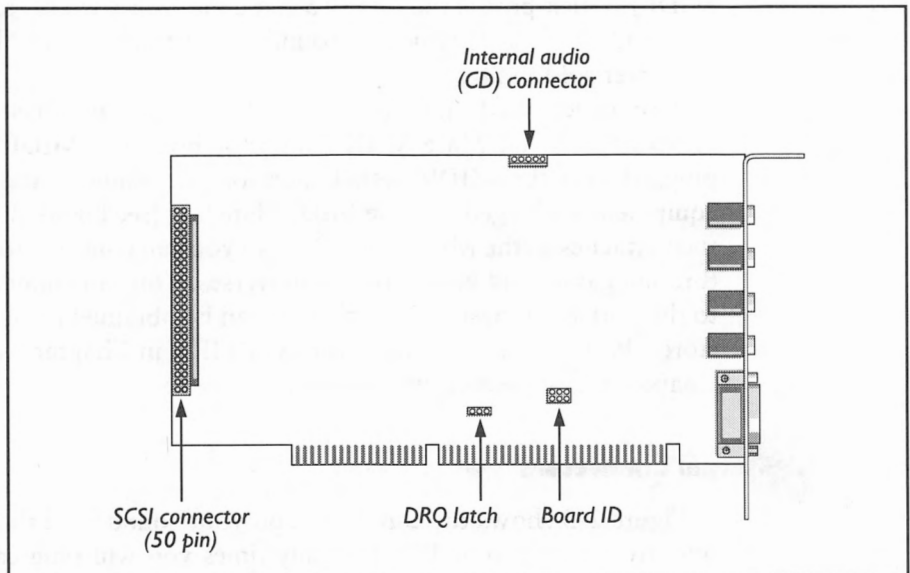 Internal audio
(CD) connector
SCSI connector
(50 pin)
DRQ latch
Board ID